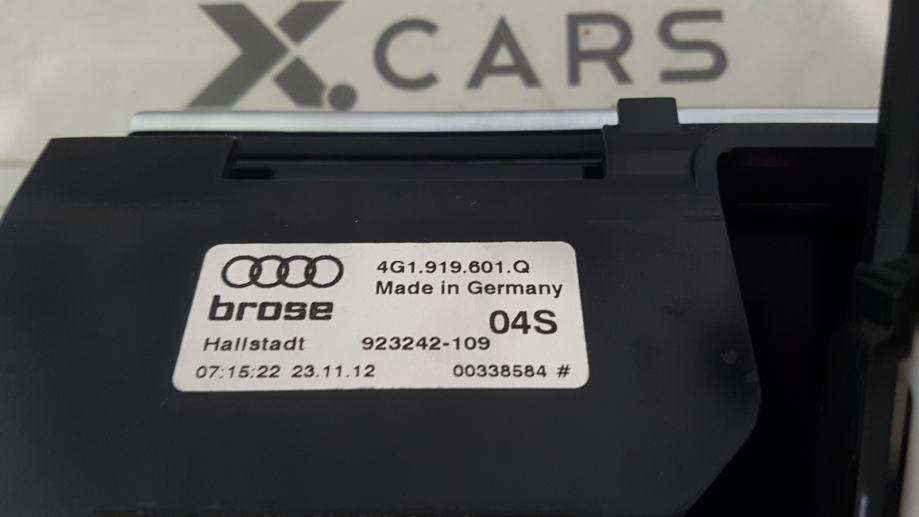 X.CARS
4G1.919.601.Q
Made in Germany
brose
04S
Hallstadt 923242-109
07:15:22 23.11.12 00338584 #